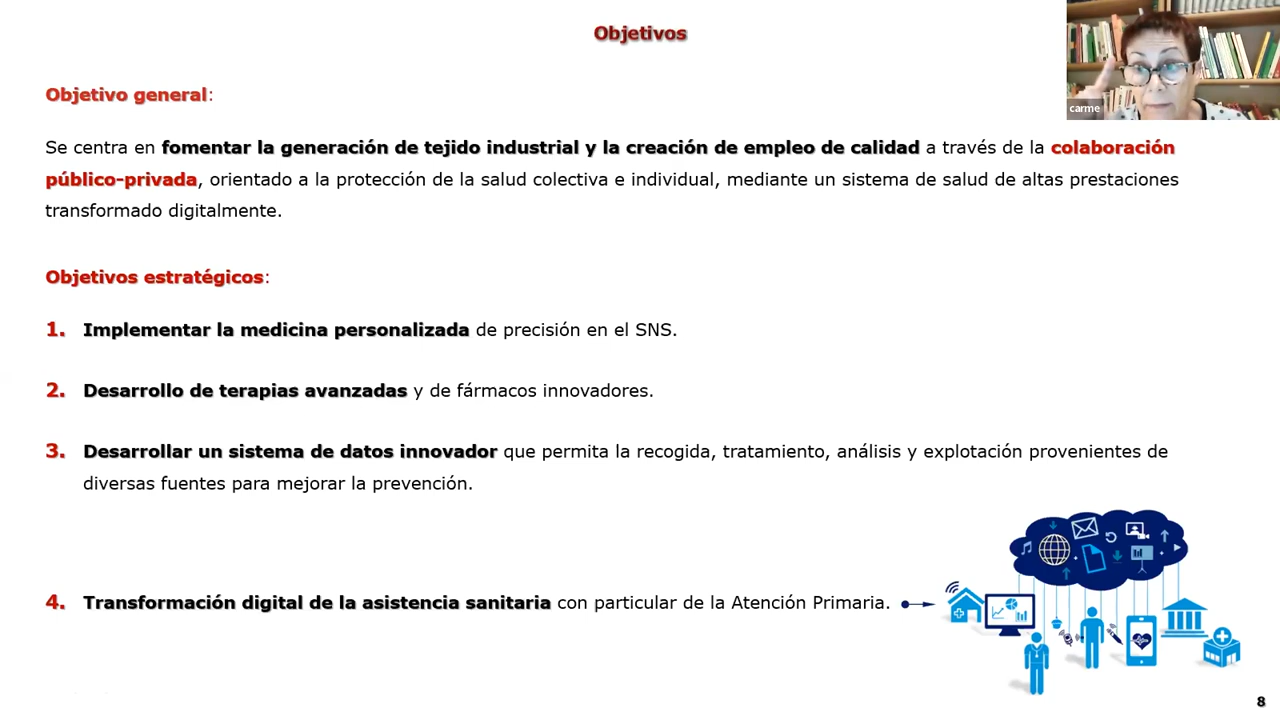 Objetivos
carme
Objetivo general:
Se centra en fomentar la generación de tejido industrial y la creación de empleo de calidad a través de la colaboración
público-privada, orientado a la protección de la salud colectiva e individual, mediante un sistema de salud de altas prestaciones
transformado digitalmente.
Objetivos estratégicos:
1. Implementar la medicina personalizada de precisión en el SNS.
2. Desarrollo de terapias avanzadas y de fármacos innovadores.
3. Desarrollar un sistema de datos innovador que permita la recogida, tratamiento, análisis y explotación provenientes de
diversas fuentes para mejorar la prevención.
4. Transformación digital de la asistencia sanitaria con particular de la Atención Primaria.
8